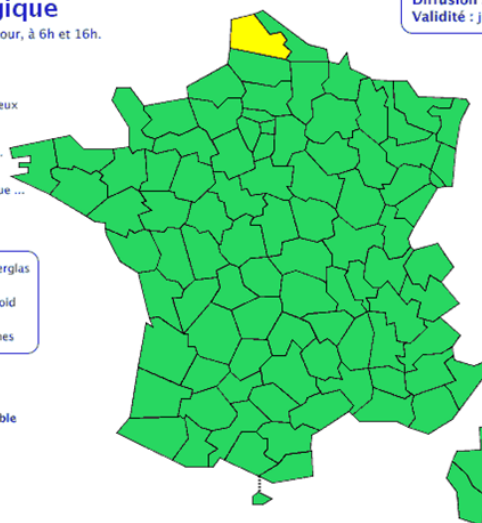 gique
our, à 6h et 16h.
Diffusion
Validité : j
eux
ue ...
erglas
oid
nes
ble